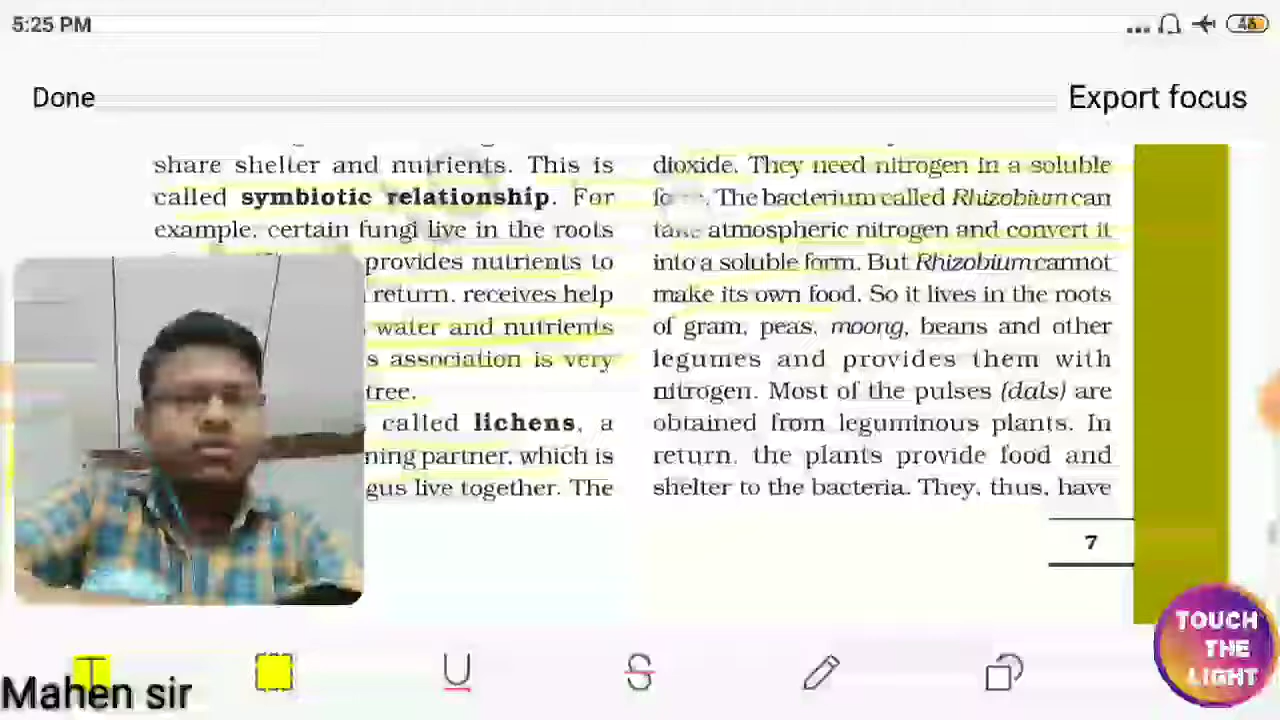 5:25 PM
48
Done
Export focus
share shelter and nutrients. This is
called symbiotic relationship. For
example, certain fungi live in the roots
provides nutrients to
return, receives help
water and nutrients
s association is very
tree.
called lichens, a
ning partner, which is
gus live together. The
dioxide. They need nitrogen in a soluble
The bacterium called Rhizobium can
take atmospheric nitrogen and convert it
into a soluble form. But Rhizobium cannot
make its own food. So it lives in the roots
of gram, peas, moong, beans and other
legumes and provides them with
nitrogen. Most of the pulses (dals) are
obtained from leguminous plants. In
return, the plants provide food and
shelter to the bacteria. They, thus, have
7
TOUCH
THE
LIGHT
T
U
S
Mahen sir